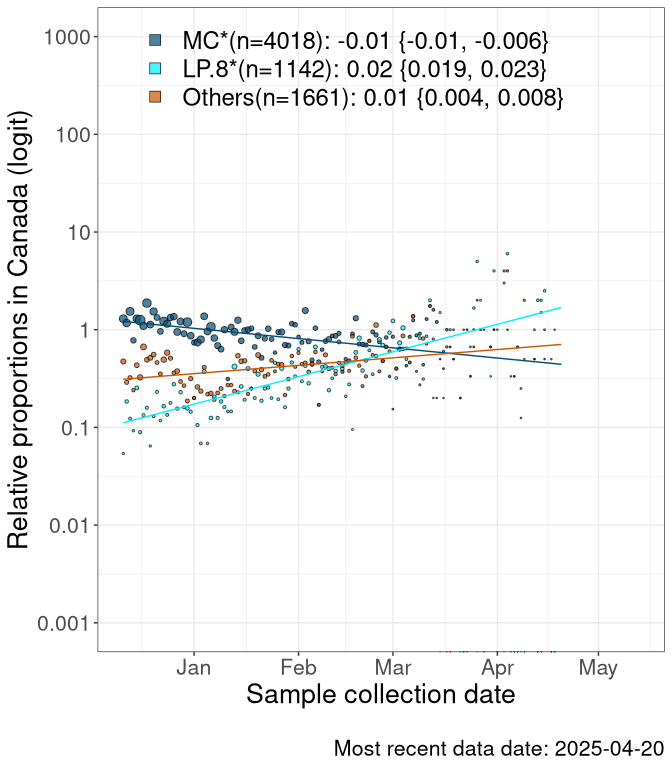 MC*(n=4018): -0.01 {-0.01, -0.006}
LP.8*(n=1142): 0.02 {0.019, 0.023}
Others(n=1661): 0.01 {0.004, 0.008}
Relative proportions in Canada (logit)
1000
100
10
1
0.1
0.01
0.001
Jan Feb Mar Apr May
Sample collection date
Most recent data date: 2025-04-20